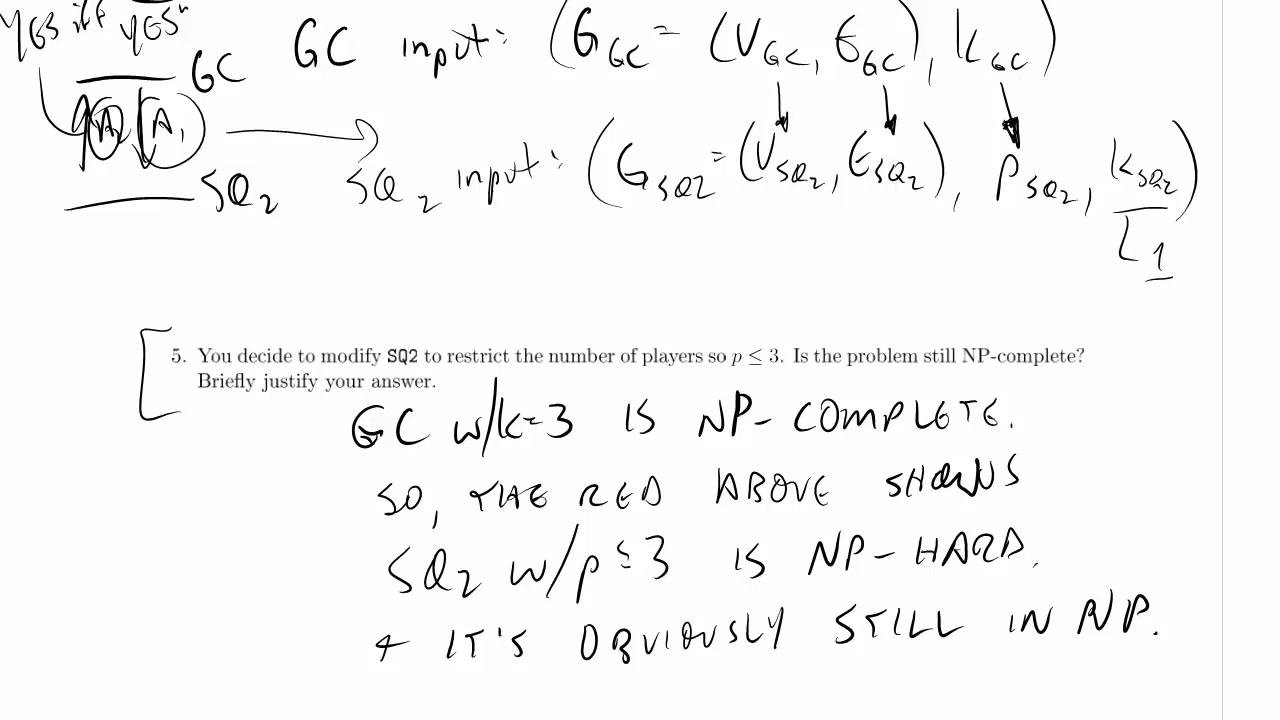 YES iff "YES"
GC GC input: (G_GC = (V_GC, E_GC), k_GC)
SQ2 SQ2 input: (G_SQ2 = (V_SQ2, E_SQ2), p_SQ2, k_SQ2)
1
5. You decide to modify SQ2 to restrict the number of players so p ≤ 3. Is the problem still NP-complete?
Briefly justify your answer.
GC w/k=3 IS NP-COMPLETE.
SO, THE RED ABOVE SHOWS
SQ2 w/p≤3 IS NP-HARD.
+ IT'S OBVIOUSLY STILL IN NP.